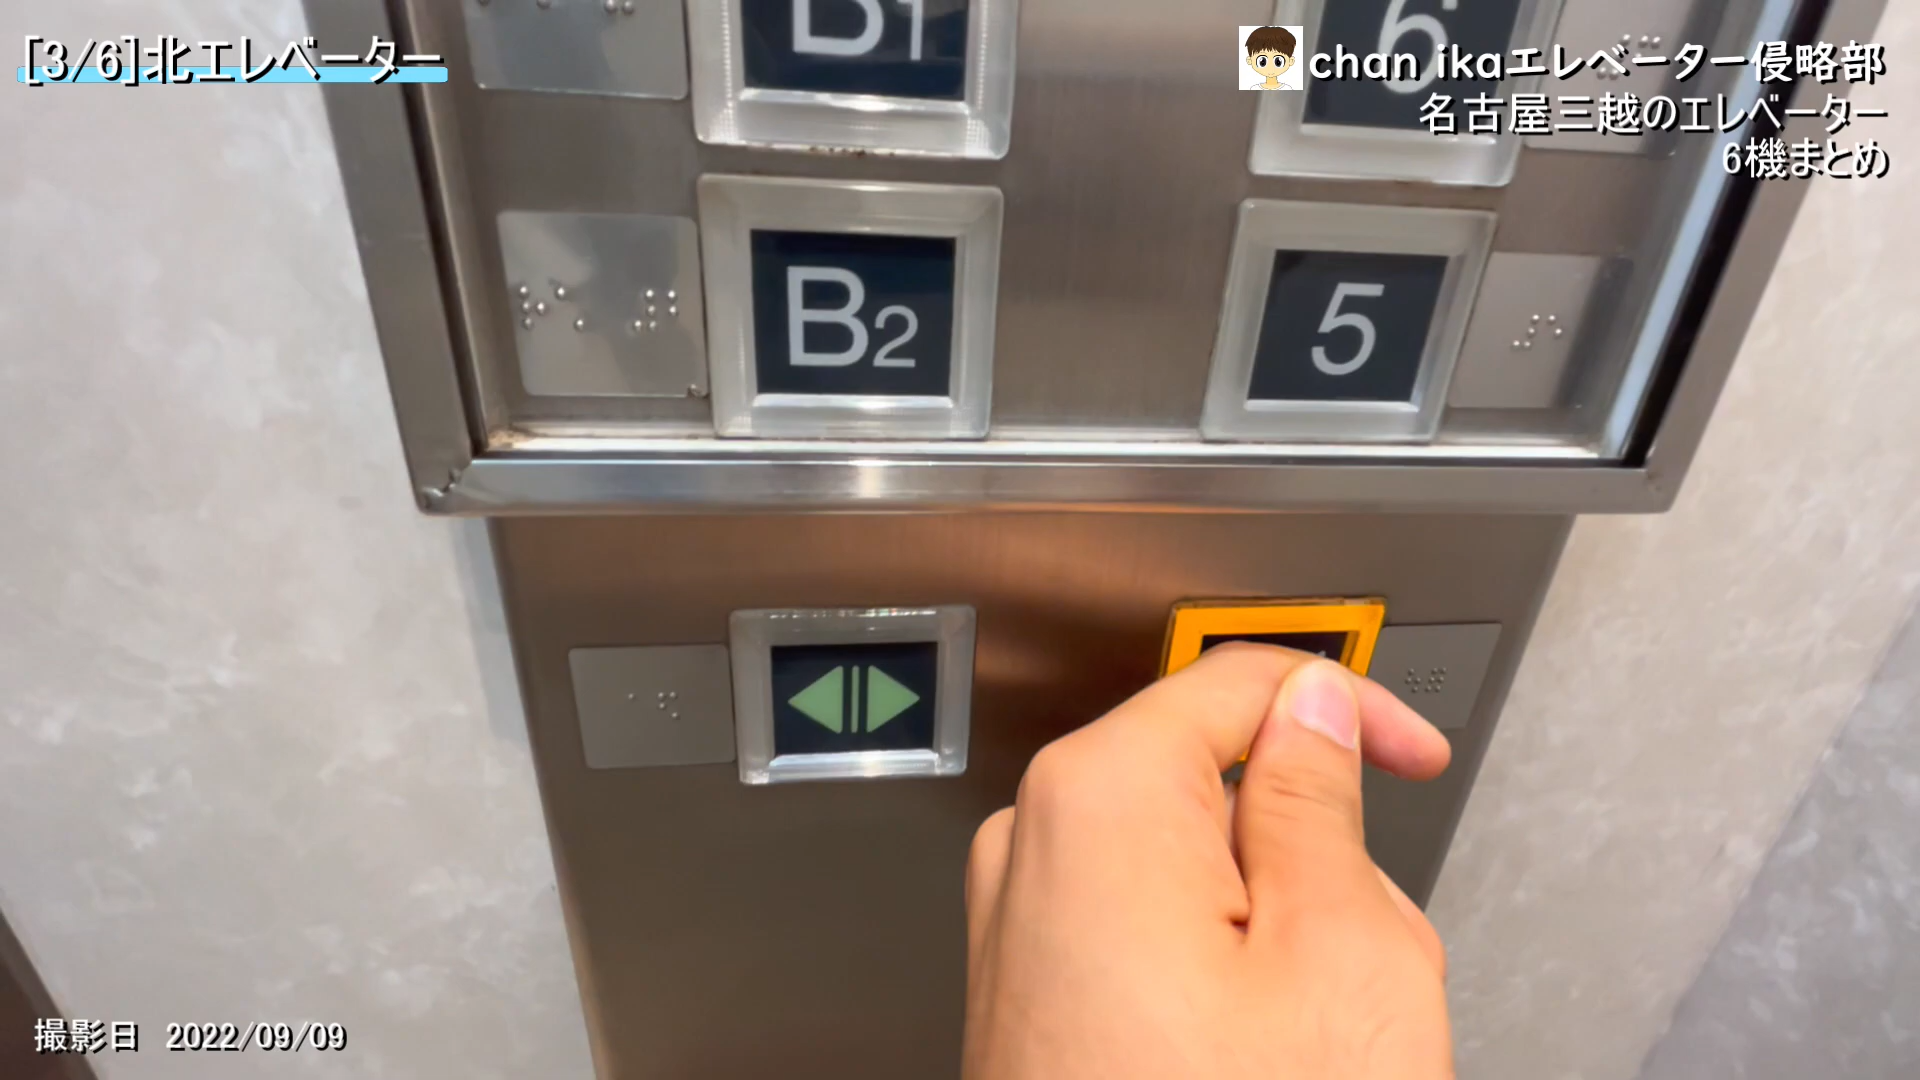 [3/6]北エレベーター
chan ikaエレベーター侵略部
名古屋三越のエレベーター
6機まとめ
B1
6
B2
5
撮影日 2022/09/09